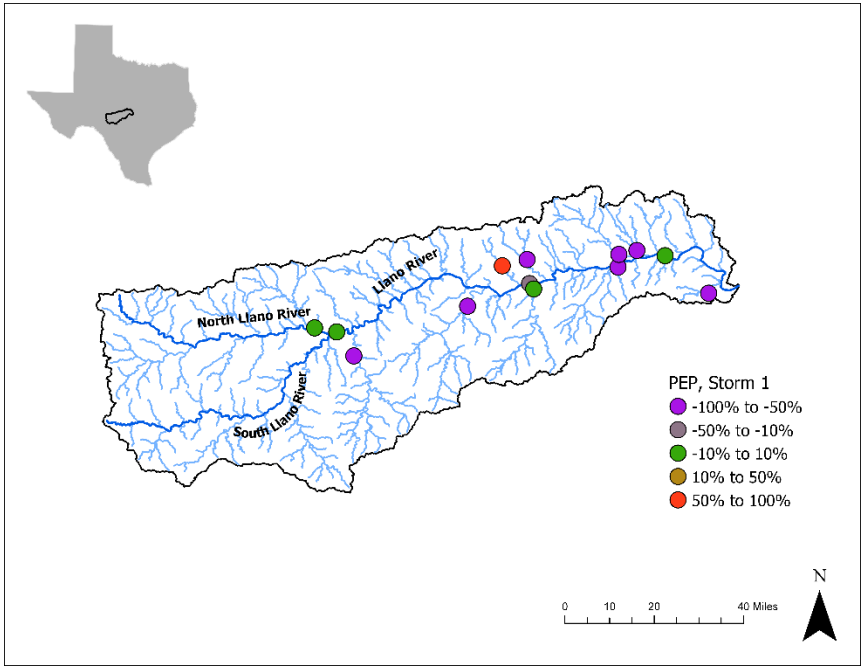 Llano River
North Llano River
South Llano River
PEP, Storm 1
-100% to -50%
-50% to -10%
-10% to 10%
10% to 50%
50% to 100%
N
0 10 20 40 Miles